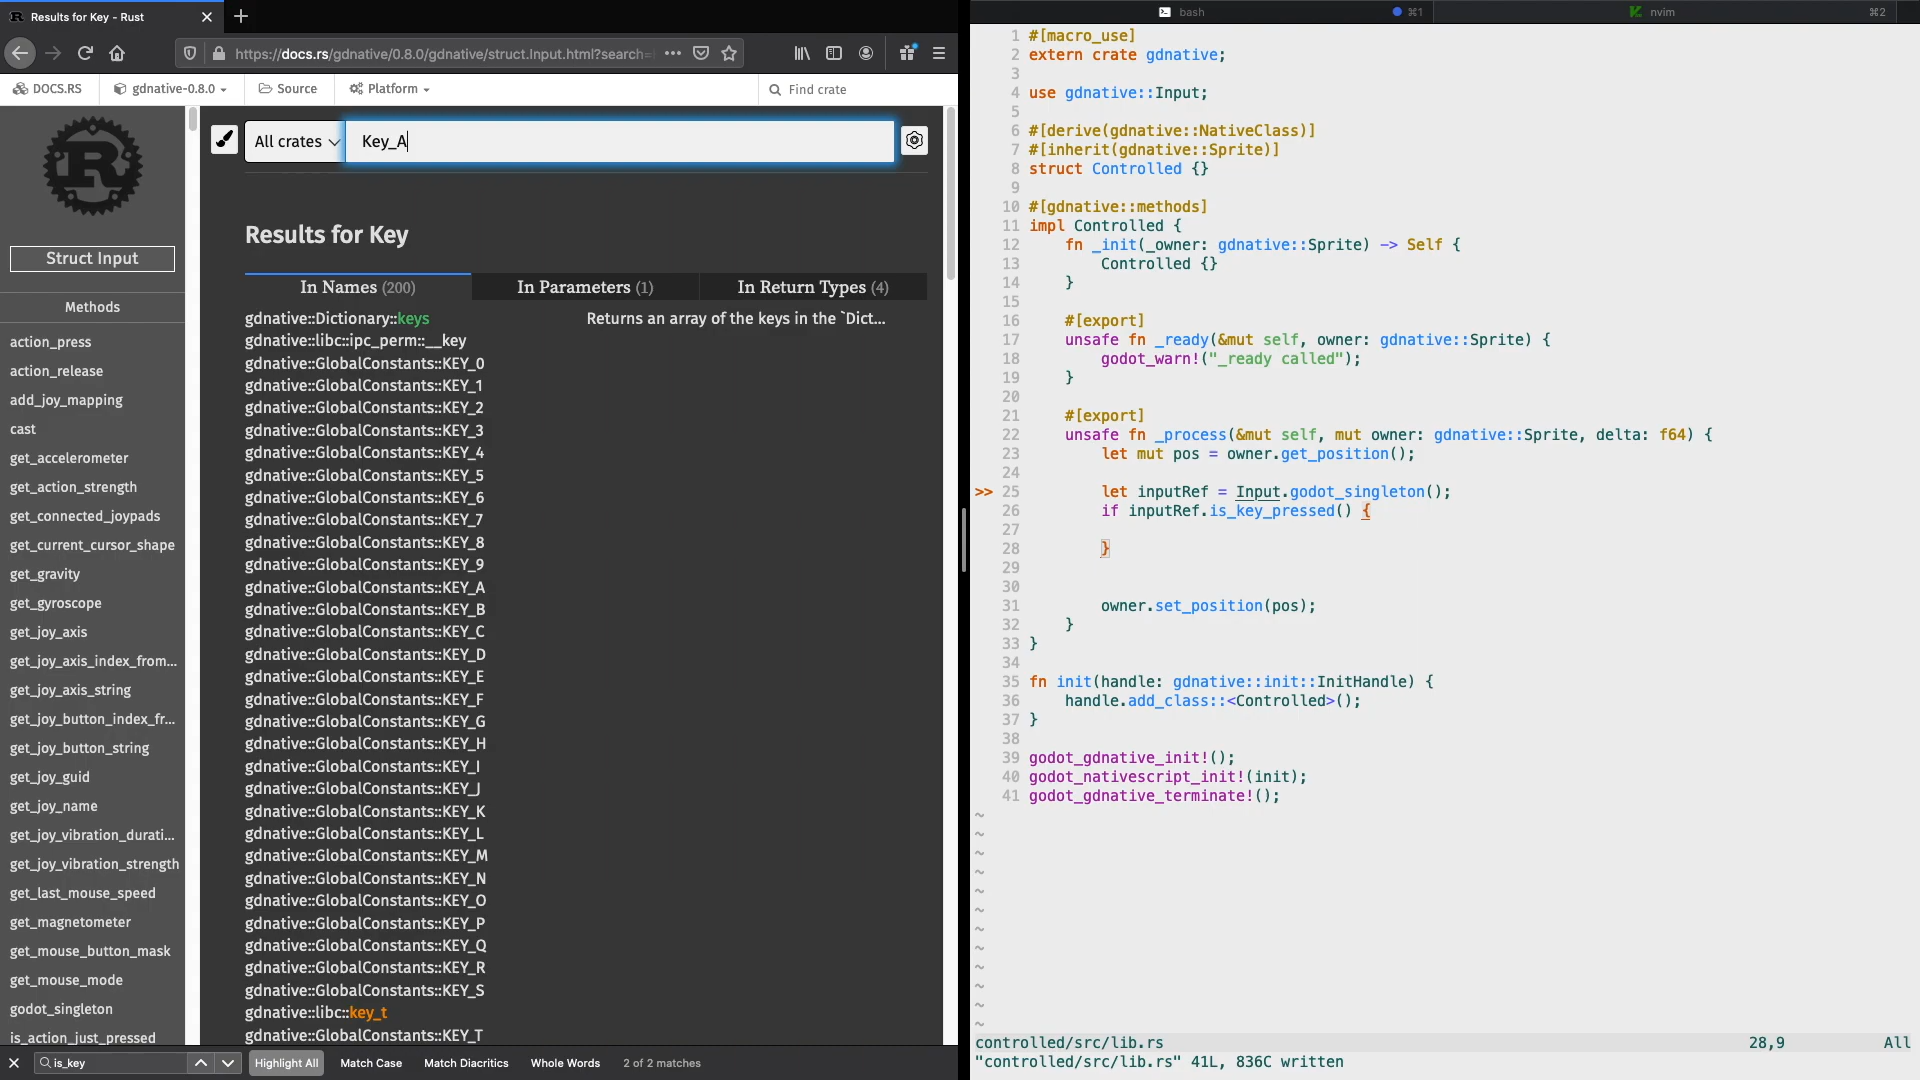 Results for Key - Rust
https://docs.rs/gdnative/0.8.0/gdnative/struct.Input.html?search=
DOCS.RS
gdnative-0.8.0
Source
Platform
Find crate
All crates
Key_A
Struct Input
Methods
action_press
action_release
add_joy_mapping
cast
get_accelerometer
get_action_strength
get_connected_joypads
get_current_cursor_shape
get_gravity
get_gyroscope
get_joy_axis
get_joy_axis_index_from...
get_joy_axis_string
get_joy_button_index_fr...
get_joy_button_string
get_joy_guid
get_joy_name
get_joy_vibration_durati...
get_joy_vibration_strength
get_last_mouse_speed
get_magnetometer
get_mouse_button_mask
get_mouse_mode
godot_singleton
is_action_just_pressed
Results for Key
In Names (200)
In Parameters (1)
In Return Types (4)
gdnative::Dictionary::keys
Returns an array of the keys in the `Dict...
gdnative::libc::ipc_perm::__key
gdnative::GlobalConstants::KEY_0
gdnative::GlobalConstants::KEY_1
gdnative::GlobalConstants::KEY_2
gdnative::GlobalConstants::KEY_3
gdnative::GlobalConstants::KEY_4
gdnative::GlobalConstants::KEY_5
gdnative::GlobalConstants::KEY_6
gdnative::GlobalConstants::KEY_7
gdnative::GlobalConstants::KEY_8
gdnative::GlobalConstants::KEY_9
gdnative::GlobalConstants::KEY_A
gdnative::GlobalConstants::KEY_B
gdnative::GlobalConstants::KEY_C
gdnative::GlobalConstants::KEY_D
gdnative::GlobalConstants::KEY_E
gdnative::GlobalConstants::KEY_F
gdnative::GlobalConstants::KEY_G
gdnative::GlobalConstants::KEY_H
gdnative::GlobalConstants::KEY_I
gdnative::GlobalConstants::KEY_J
gdnative::GlobalConstants::KEY_K
gdnative::GlobalConstants::KEY_L
gdnative::GlobalConstants::KEY_M
gdnative::GlobalConstants::KEY_N
gdnative::GlobalConstants::KEY_O
gdnative::GlobalConstants::KEY_P
gdnative::GlobalConstants::KEY_Q
gdnative::GlobalConstants::KEY_R
gdnative::GlobalConstants::KEY_S
gdnative::libc::key_t
gdnative::GlobalConstants::KEY_T
is_key
Highlight All
Match Case
Match Diacritics
Whole Words
2 of 2 matches
bash
⌘1
nvim
⌘2
1 #[macro_use]
2 extern crate gdnative;
3
4 use gdnative::Input;
5
6 #[derive(gdnative::NativeClass)]
7 #[inherit(gdnative::Sprite)]
8 struct Controlled {}
9
10 #[gdnative::methods]
11 impl Controlled {
12     fn _init(_owner: gdnative::Sprite) -> Self {
13         Controlled {}
14     }
15
16     #[export]
17     unsafe fn _ready(&mut self, owner: gdnative::Sprite) {
18         godot_warn!("_ready called");
19     }
20
21     #[export]
22     unsafe fn _process(&mut self, mut owner: gdnative::Sprite, delta: f64) {
23         let mut pos = owner.get_position();
24
>> 25         let inputRef = Input.godot_singleton();
26         if inputRef.is_key_pressed() {
27
28         }
29
30
31         owner.set_position(pos);
32     }
33 }
34
35 fn init(handle: gdnative::init::InitHandle) {
36     handle.add_class::<Controlled>();
37 }
38
39 godot_gdnative_init!();
40 godot_nativescript_init!(init);
41 godot_gdnative_terminate!();
~
~
~
~
~
~
~
~
~
~
~
~
controlled/src/lib.rs 28,9 All
"controlled/src/lib.rs" 41L, 836C written